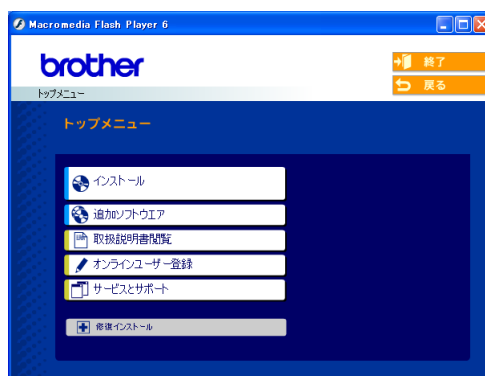 Macromedia Flash Player 6
brother
終了
戻る
トップメニュー
トップメニュー
インストール
追加ソフトウエア
取扱説明書閲覧
オンラインユーザー登録
サービスとサポート
修復インストール